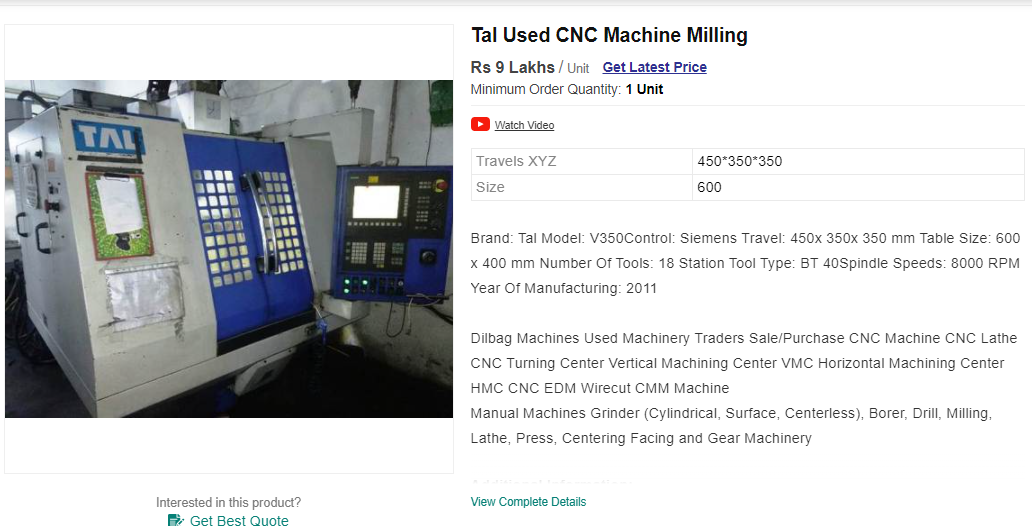 Tal Used CNC Machine Milling
Rs 9 Lakhs / Unit Get Latest Price
Minimum Order Quantity: 1 Unit
Watch Video
Travels XYZ 450*350*350
Size 600
Brand: Tal Model: V350Control: Siemens Travel: 450x 350x 350 mm Table Size: 600
x 400 mm Number Of Tools: 18 Station Tool Type: BT 40Spindle Speeds: 8000 RPM
Year Of Manufacturing: 2011
Dilbag Machines Used Machinery Traders Sale/Purchase CNC Machine CNC Lathe
CNC Turning Center Vertical Machining Center VMC Horizontal Machining Center
HMC CNC EDM Wirecut CMM Machine
Manual Machines Grinder (Cylindrical, Surface, Centerless), Borer, Drill, Milling,
Lathe, Press, Centering Facing and Gear Machinery
View Complete Details
TAL
Interested in this product?
Get Best Quote